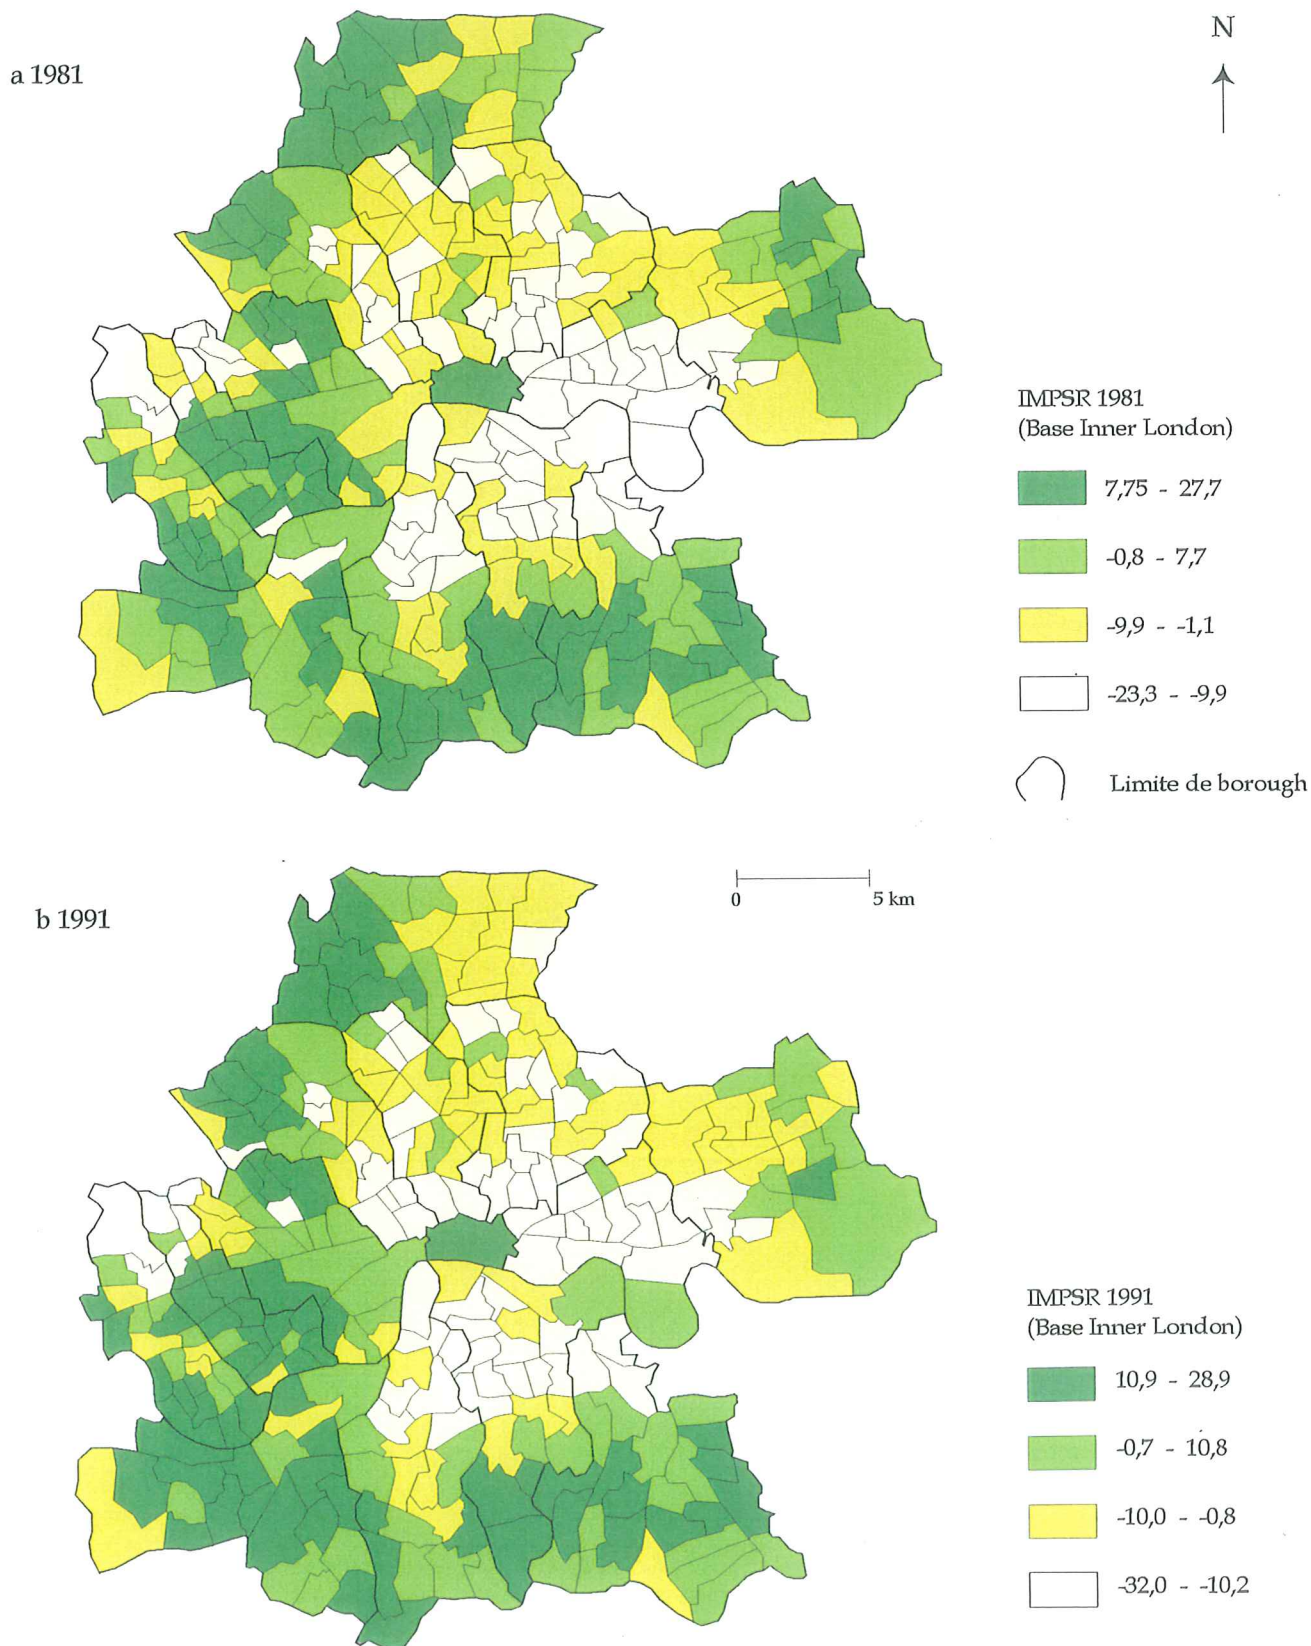 a 1981
N
IMPSR 1981
(Base Inner London)
7,75 - 27,7
-0,8 - 7,7
-9,9 - -1,1
-23,3 - -9,9
Limite de borough
b 1991
0 5 km
IMPSR 1991
(Base Inner London)
10,9 - 28,9
-0,7 - 10,8
-10,0 - -0,8
-32,0 - -10,2